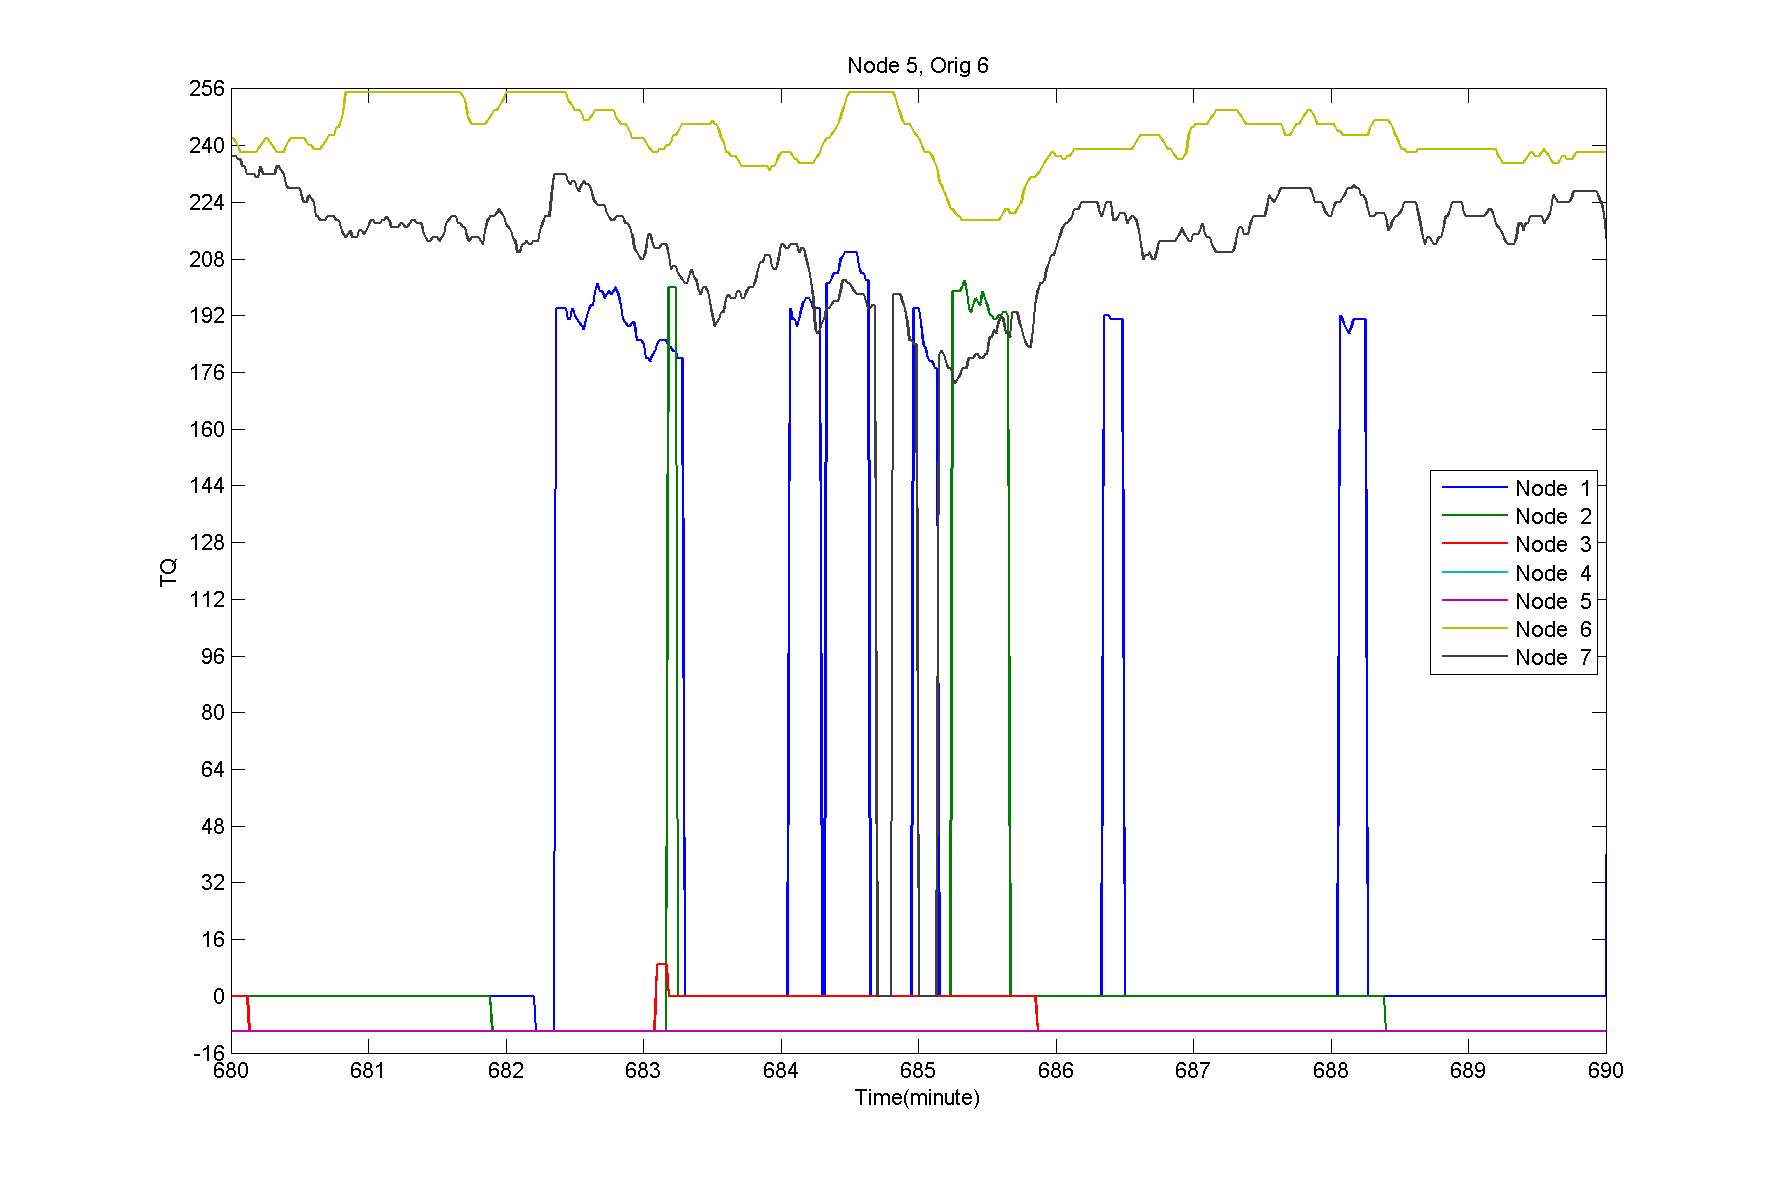 Node 5, Orig 6
256
240
224
208
192
176
160
144
128
112
96
80
64
48
32
16
0
-16
TQ
Node 1
Node 2
Node 3
Node 4
Node 5
Node 6
Node 7
680 681 682 683 684 685 686 687 688 689 690
Time(minute)